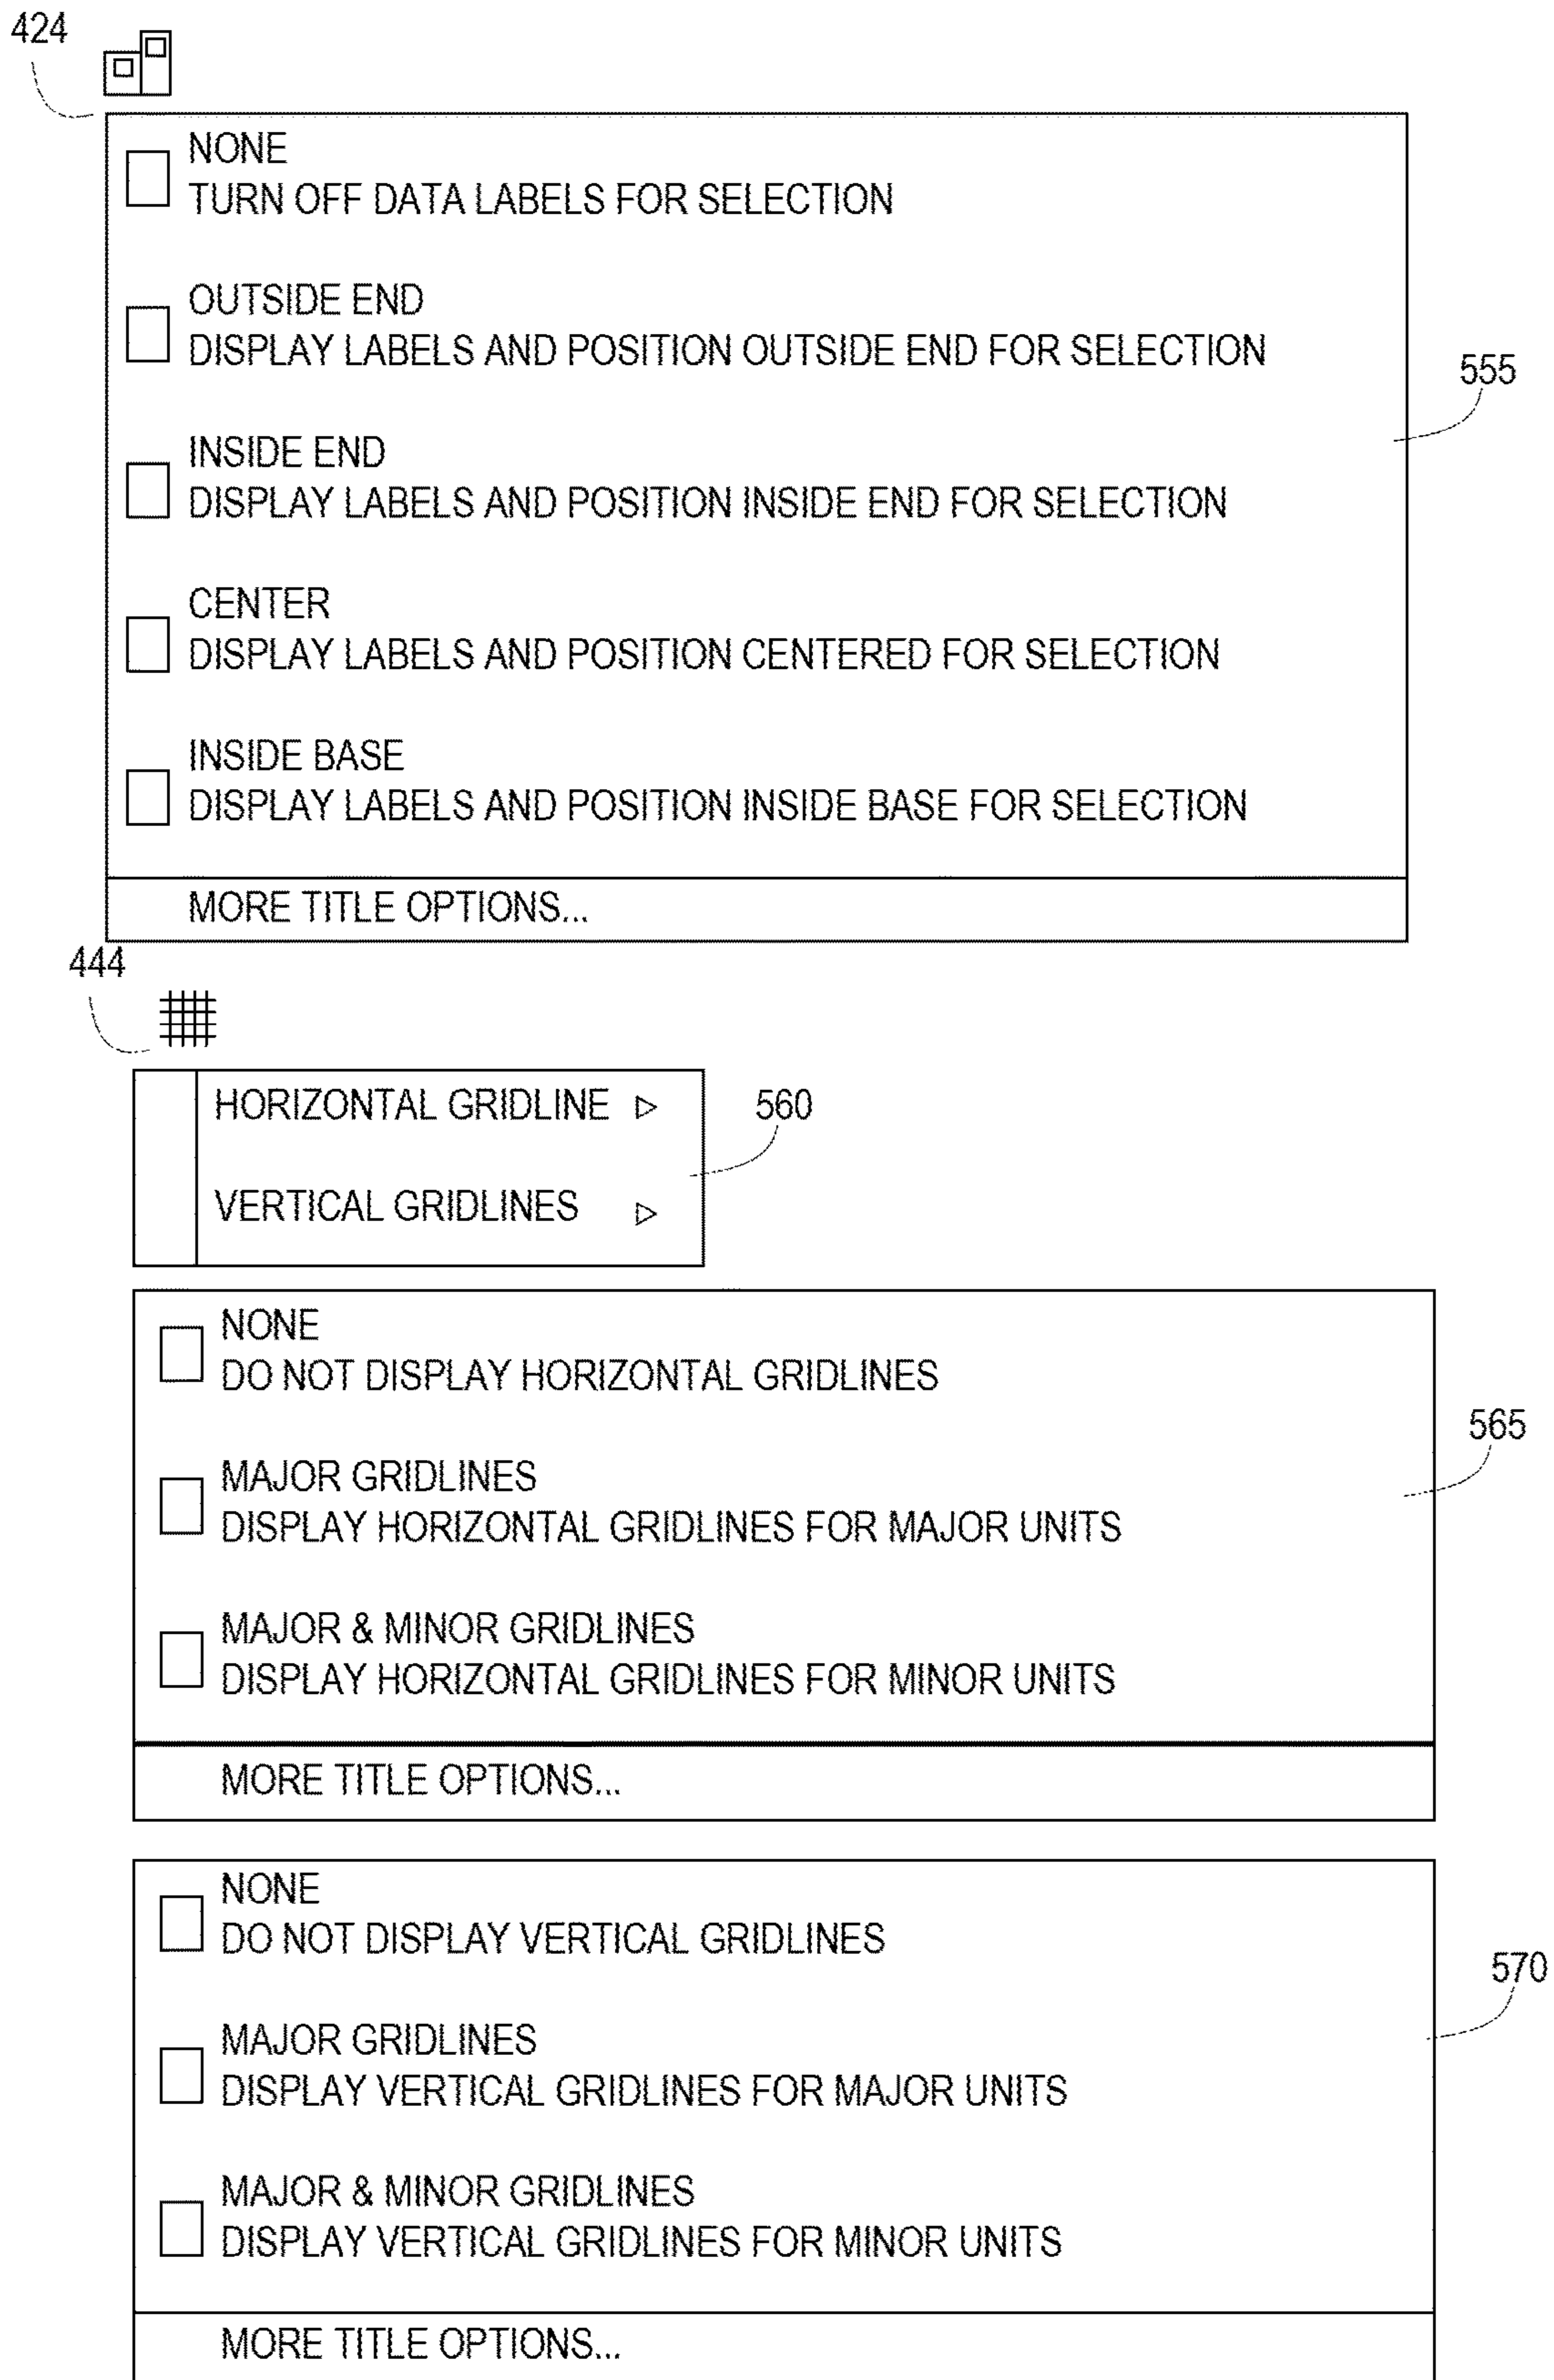 424
NONE
TURN OFF DATA LABELS FOR SELECTION
OUTSIDE END
DISPLAY LABELS AND POSITION OUTSIDE END FOR SELECTION
555
INSIDE END
DISPLAY LABELS AND POSITION INSIDE END FOR SELECTION
CENTER
DISPLAY LABELS AND POSITION CENTERED FOR SELECTION
INSIDE BASE
DISPLAY LABELS AND POSITION INSIDE BASE FOR SELECTION
MORE TITLE OPTIONS...
444
HORIZONTAL GRIDLINE
560
VERTICAL GRIDLINES
NONE
DO NOT DISPLAY HORIZONTAL GRIDLINES
565
MAJOR GRIDLINES
DISPLAY HORIZONTAL GRIDLINES FOR MAJOR UNITS
MAJOR & MINOR GRIDLINES
DISPLAY HORIZONTAL GRIDLINES FOR MINOR UNITS
MORE TITLE OPTIONS...
NONE
DO NOT DISPLAY VERTICAL GRIDLINES
570
MAJOR GRIDLINES
DISPLAY VERTICAL GRIDLINES FOR MAJOR UNITS
MAJOR & MINOR GRIDLINES
DISPLAY VERTICAL GRIDLINES FOR MINOR UNITS
MORE TITLE OPTIONS...